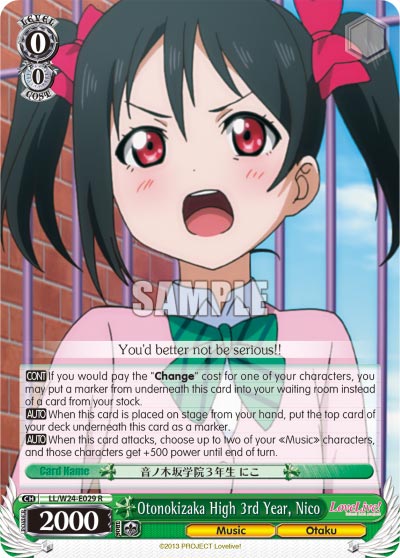 LEVEL
0
0
COST
SAMPLE
You'd better not be serious!!
CONT If you would pay the "Change" cost for one of your characters, you
may put a marker from underneath this card into your waiting room instead
of a card from your stock.
AUTO When this card is placed on stage from your hand, put the top card of
your deck underneath this card as a marker.
AUTO When this card attacks, choose up to two of your «Music» characters,
and those characters get +500 power until end of turn.
Card Name 音ノ木坂学院3年生 にこ
CH LL/W24-E029 R
Otonokizaka High 3rd Year, Nico LoveLive!
POWER 2000
Music Otaku
©2013 PROJECT Lovelive!